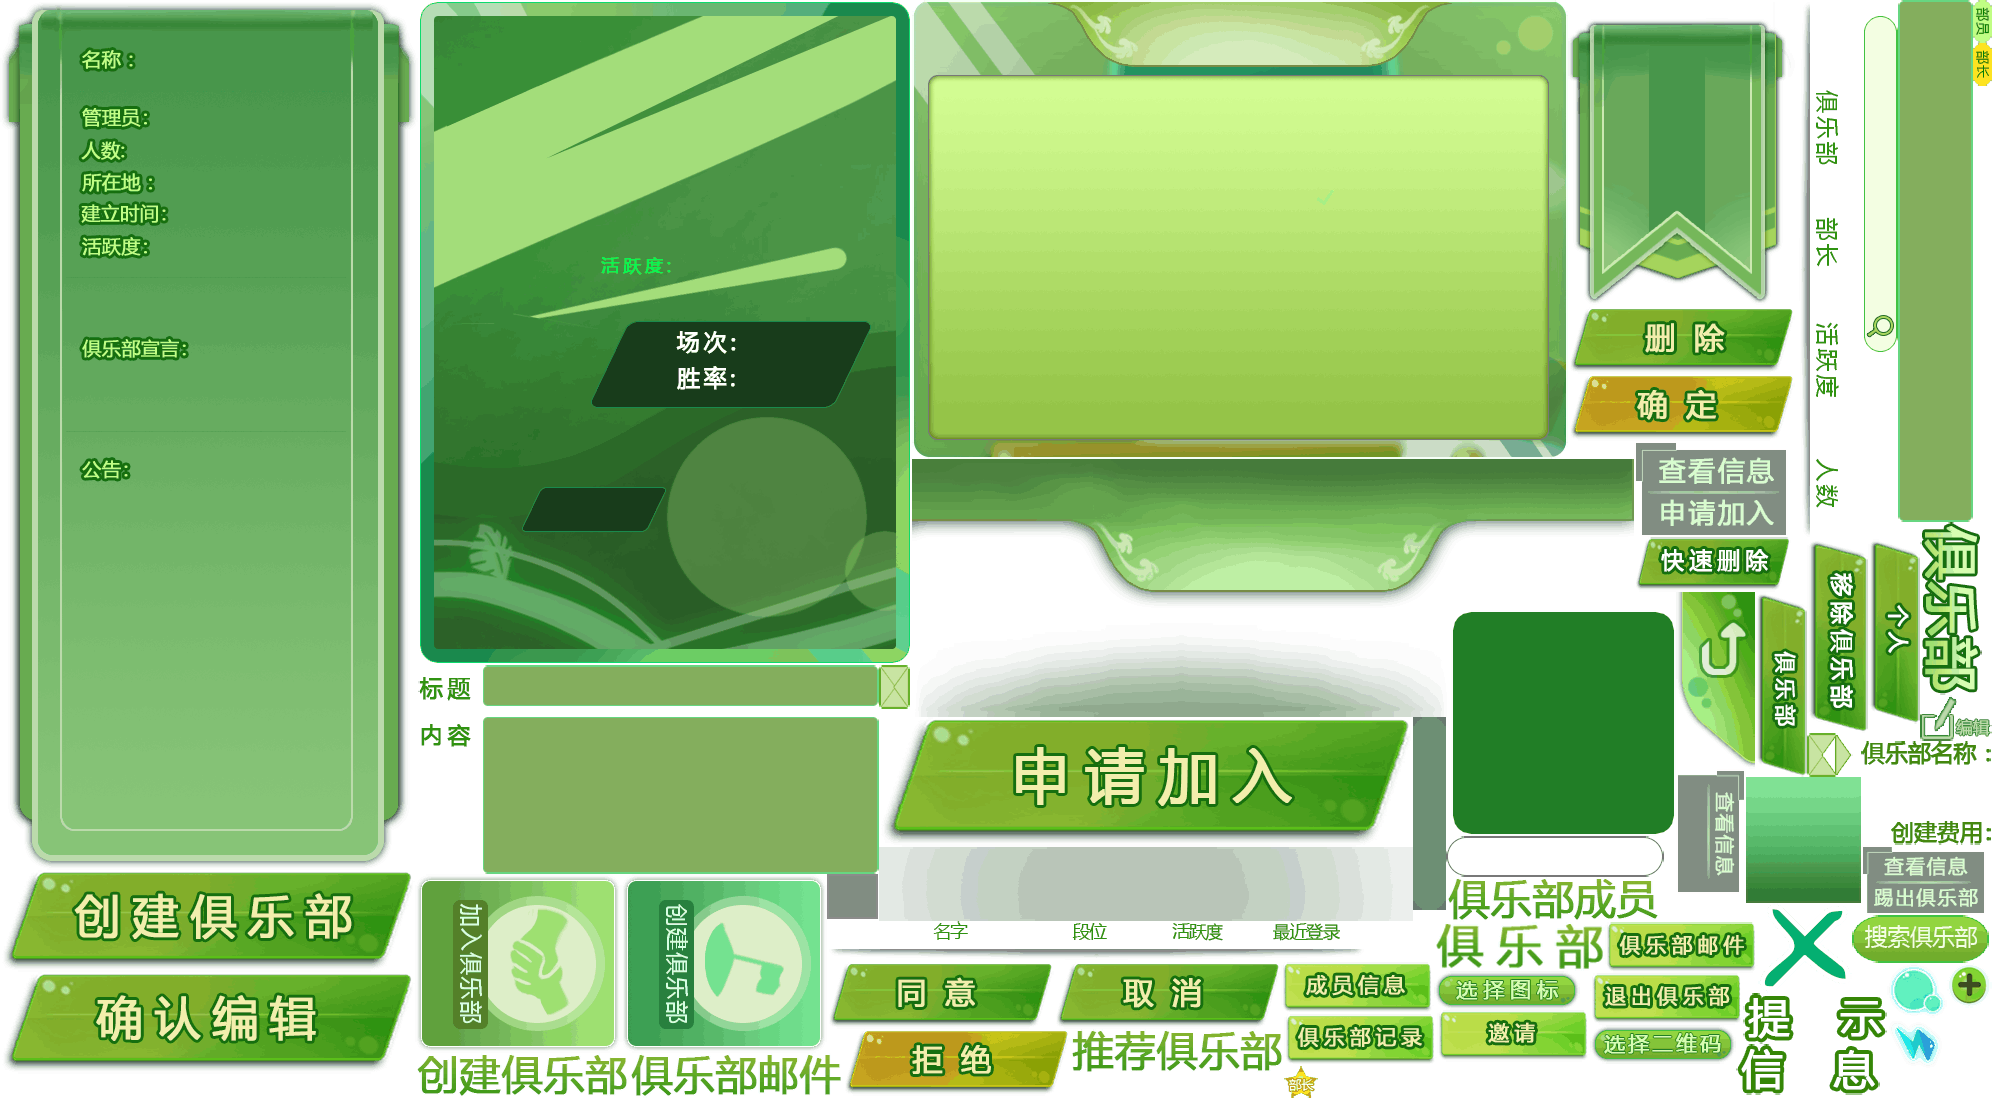 名称：
管理员：
人数：
所在地：
建立时间：
活跃度：
俱乐部宣言：
公告：
创建俱乐部
确认编辑
活跃度：
场次：
胜率：
标题
内容
加入俱乐部
创建俱乐部
创建俱乐部
俱乐部邮件
申请加入
名字 段位 活跃度 最近登录
同意
取消
拒绝
推荐俱乐部
成员信息
俱乐部记录
部长
删除
确定
查看信息
申请加入
快速删除
俱乐部 部长 活跃度 人数
部员
部长
俱乐部
移除俱乐部
个人
俱乐部
编辑
俱乐部名称：
查看信息
创建费用：
查看信息
踢出俱乐部
俱乐部成员
俱乐部
俱乐部邮件
搜索俱乐部
选择图标
退出俱乐部
邀请
选择二维码
提示
信息